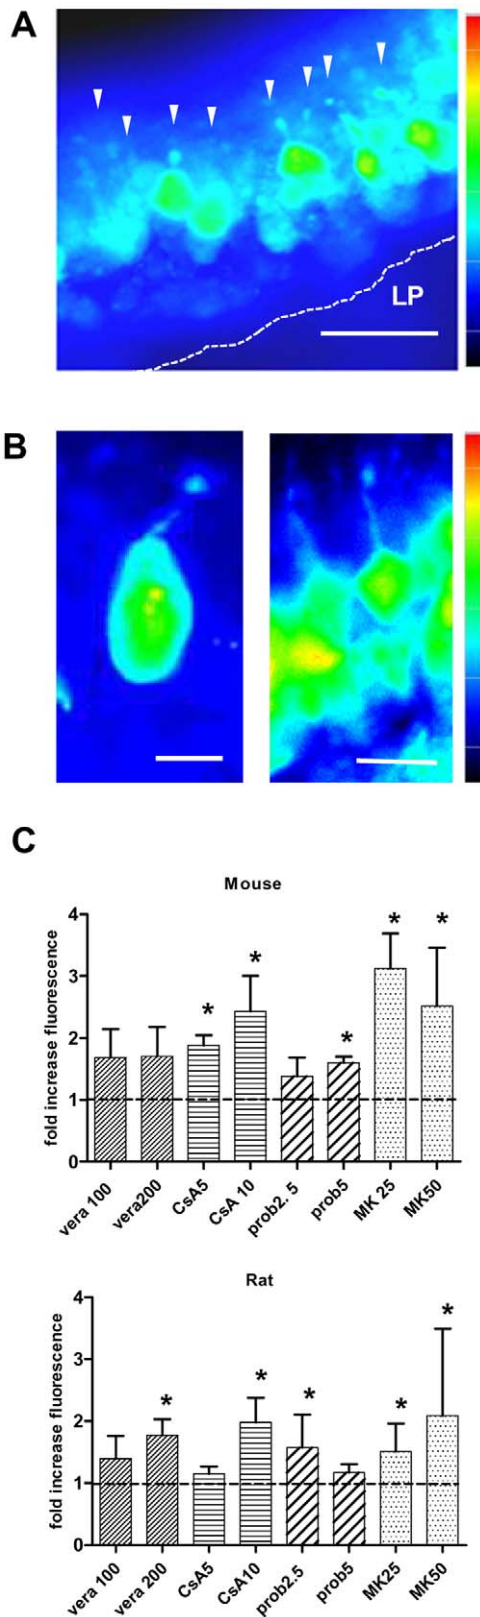 A
LP
B
C
Mouse
fold increase fluorescence
4
3
2
1
0
vera 100
vera200
CsA5
* 
CsA 10
*
prob2. 5
prob5
*
MK 25
*
MK50
*
Rat
fold increase fluorescence
4
3
2
1
0
vera 100
vera 200
*
CsA5
CsA10
*
prob2.5
*
prob5
MK25
*
MK50
*